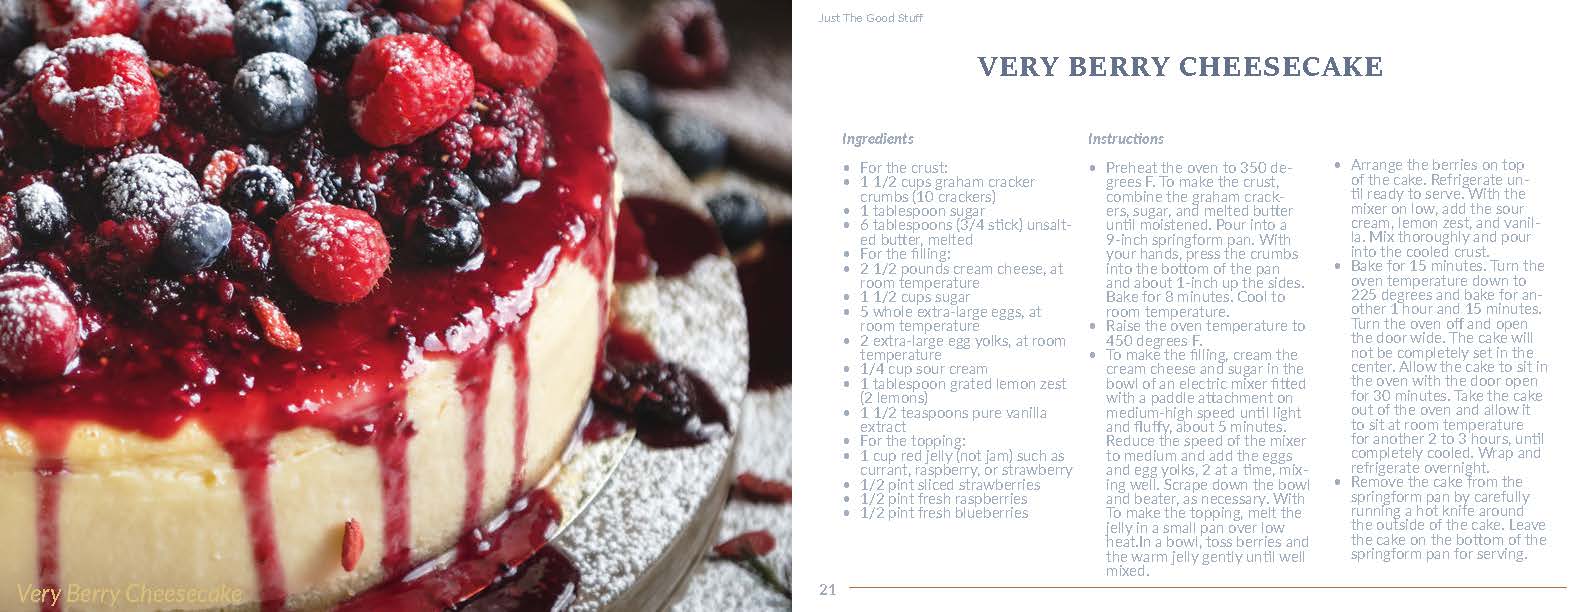 Very Berry Cheesecake
Just The Good Stuff
VERY BERRY CHEESECAKE
Ingredients
• For the crust:
• 1 1/2 cups graham cracker
crumbs (10 crackers)
• 1 tablespoon sugar
• 6 tablespoons (3/4 stick) unsalt-
ed butter, melted
• For the filling:
• 2 1/2 pounds cream cheese, at
room temperature
• 1 1/2 cups sugar
• 5 whole extra-large eggs, at
room temperature
• 2 extra-large egg yolks, at room
temperature
• 1/4 cup sour cream
• 1 tablespoon grated lemon zest
(2 lemons)
• 1 1/2 teaspoons pure vanilla
extract
• For the topping:
• 1 cup red jelly (not jam) such as
currant, raspberry, or strawberry
• 1/2 pint sliced strawberries
• 1/2 pint fresh raspberries
• 1/2 pint fresh blueberries
Instructions
• Preheat the oven to 350 de-
grees F. To make the crust,
combine the graham crack-
ers, sugar, and melted butter
until moistened. Pour into a
9-inch springform pan. With
your hands, press the crumbs
into the bottom of the pan
and about 1-inch up the sides.
Bake for 8 minutes. Cool to
room temperature.
• Raise the oven temperature to
450 degrees F.
• To make the filling, cream the
cream cheese and sugar in the
bowl of an electric mixer fitted
with a paddle attachment on
medium-high speed until light
and fluffy, about 5 minutes.
Reduce the speed of the mixer
to medium and add the eggs
and egg yolks, 2 at a time, mix-
ing well. Scrape down the bowl
and beater, as necessary. With
To make the topping, melt the
jelly in a small pan over low
heat.In a bowl, toss berries and
the warm jelly gently until well
mixed.
• Arrange the berries on top
of the cake. Refrigerate un-
til ready to serve. With the
mixer on low, add the sour
cream, lemon zest, and vanil-
la. Mix thoroughly and pour
into the cooled crust.
• Bake for 15 minutes. Turn the
oven temperature down to
225 degrees and bake for an-
other 1 hour and 15 minutes.
Turn the oven off and open
the door wide. The cake will
not be completely set in the
center. Allow the cake to sit in
the oven with the door open
for 30 minutes. Take the cake
out of the oven and allow it
to sit at room temperature
for another 2 to 3 hours, until
completely cooled. Wrap and
refrigerate overnight.
• Remove the cake from the
springform pan by carefully
running a hot knife around
the outside of the cake. Leave
the cake on the bottom of the
springform pan for serving.
21